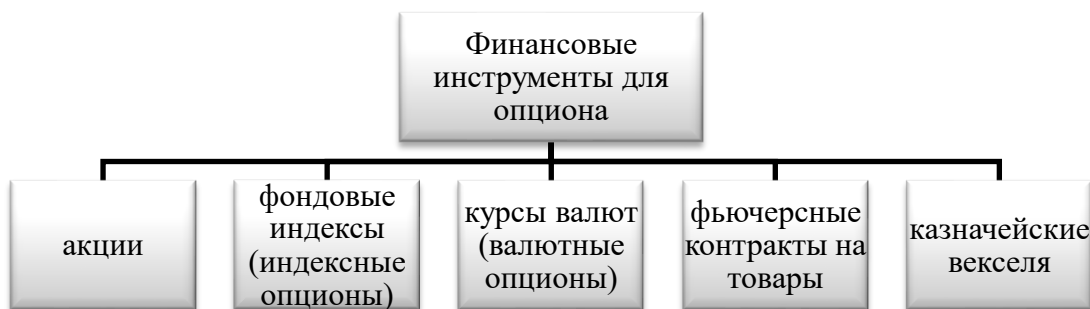 Финансовые
инструменты для
опциона
акции
фондовые
индексы
(индексные
опционы)
курсы валют
(валютные
опционы)
фьючерсные
контракты на
товары
казначейские
векселя